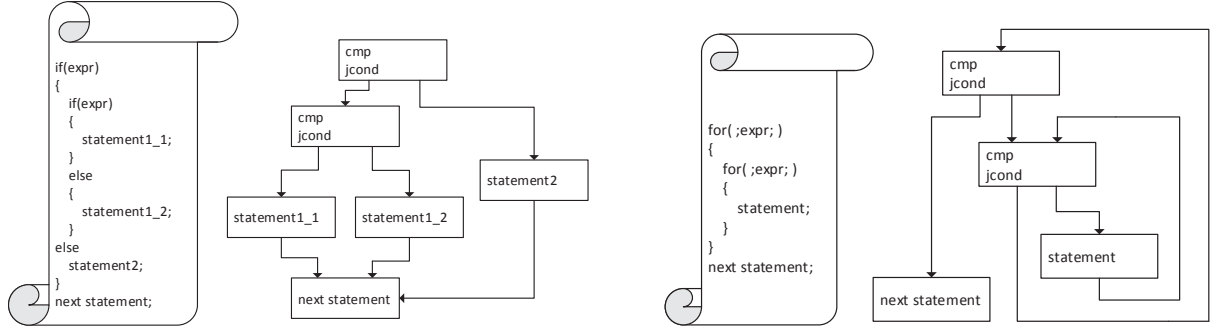 if(expr)
{
if(expr)
{
statement1_1;
}
else
{
statement1_2;
}
else
statement2;
}
next statement;
cmp
jcond
cmp
jcond
statement2
statement1_1
statement1_2
next statement
for( ;expr; )
{
for( ;expr; )
{
statement;
}
}
next statement;
cmp
jcond
cmp
jcond
statement
next statement